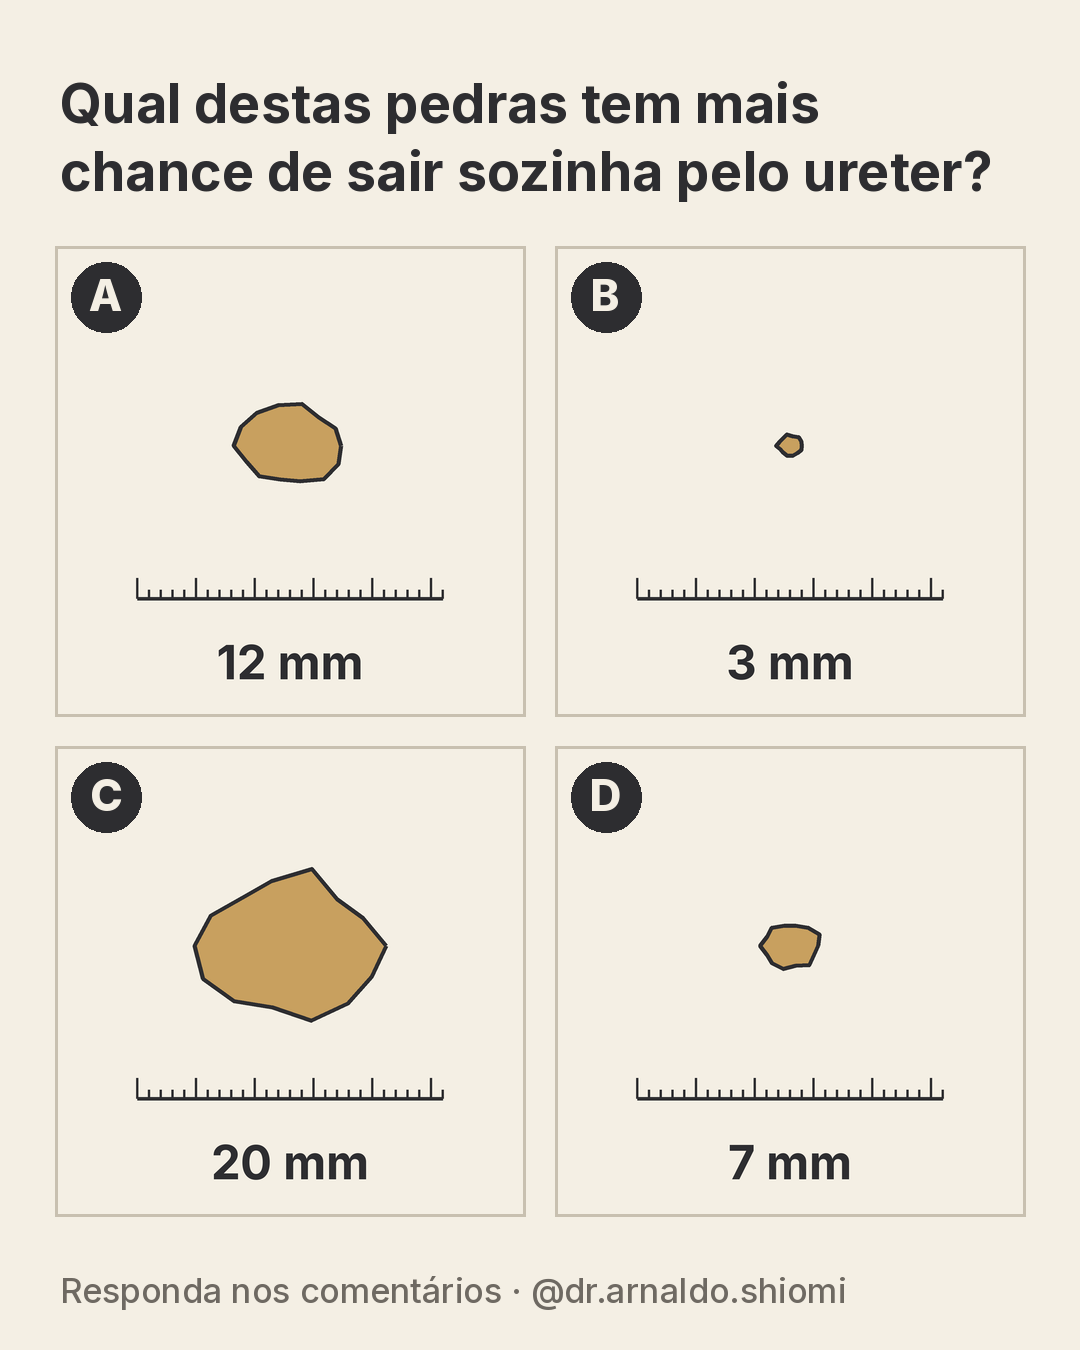 Qual destas pedras tem mais
chance de sair sozinha pelo ureter?
A
B
12 mm
3 mm
C
D
20 mm
7 mm
Responda nos comentários · @dr.arnaldo.shiomi